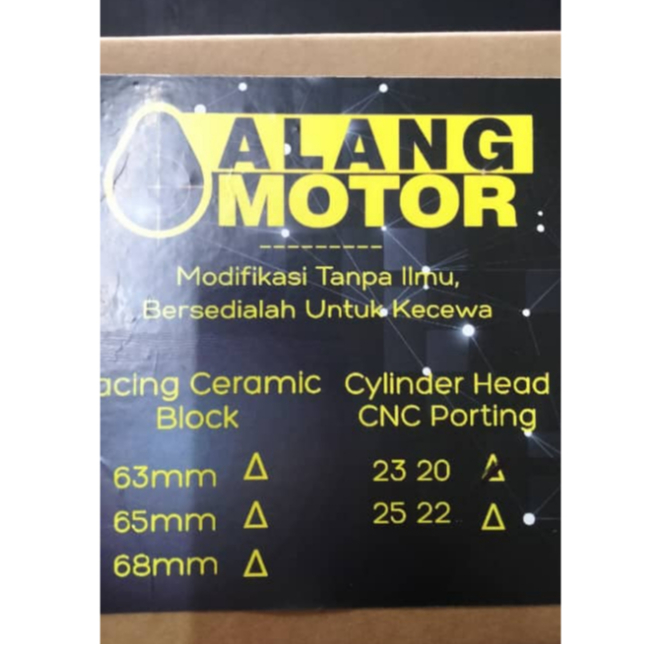 ALANG
MOTOR
Modifikasi Tanpa Ilmu,
Bersedialah Untuk Kecewa
acing Ceramic
Block
63mm
65mm
68mm
Cylinder Head
CNC Porting
23 20
25 22